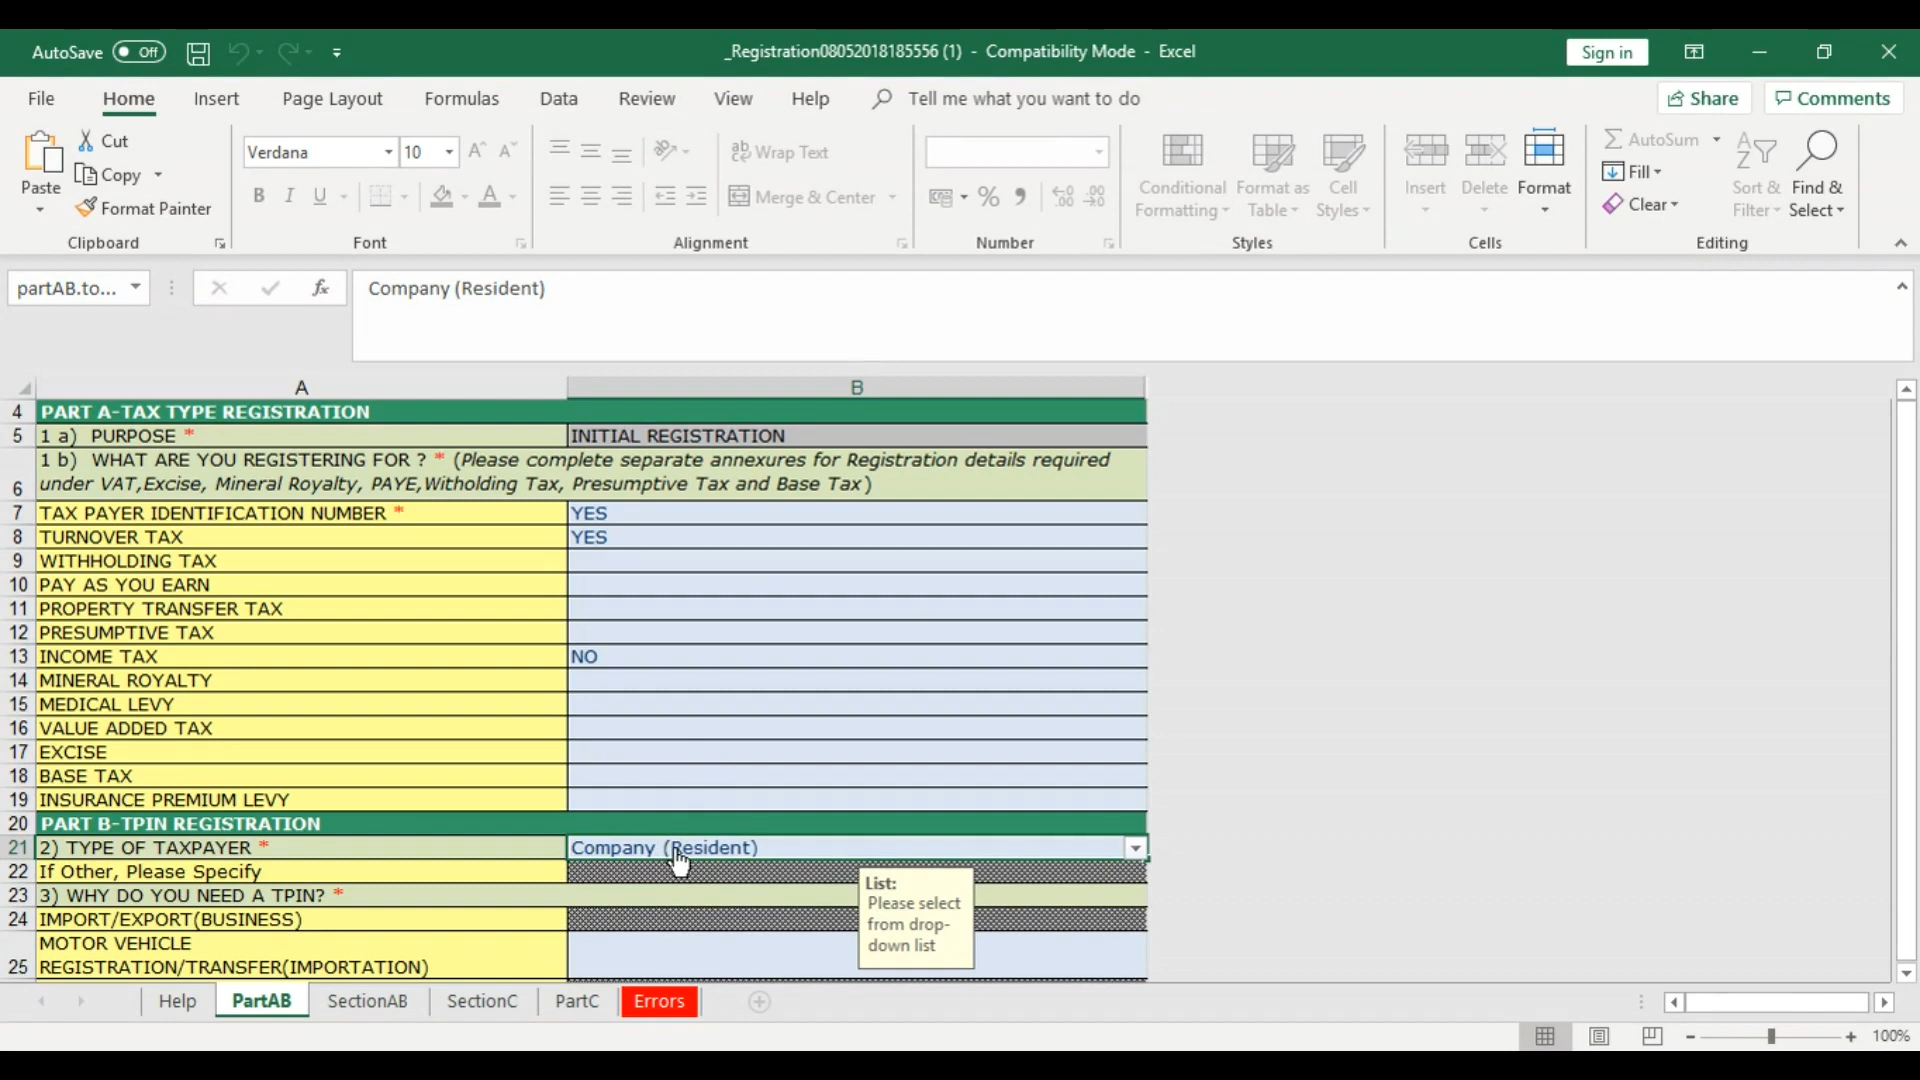 AutoSave Off
_Registration08052018185556 (1) - Compatibility Mode - Excel
Sign in
File Home Insert Page Layout Formulas Data Review View Help Tell me what you want to do
Share Comments
Paste
Cut
Copy
Format Painter
Clipboard
Verdana 10
B I U
Font
Wrap Text
Merge & Center
Alignment
%
Number
Conditional Formatting
Format as Table
Cell Styles
Styles
Insert Delete Format
Cells
AutoSum
Fill
Clear
Sort & Filter
Find & Select
Editing
partAB.to... fx Company (Resident)
A B
4 PART A-TAX TYPE REGISTRATION
5 1 a) PURPOSE * INITIAL REGISTRATION
1 b) WHAT ARE YOU REGISTERING FOR ? * (Please complete separate annexures for Registration details required
6 under VAT,Excise, Mineral Royalty, PAYE,Witholding Tax, Presumptive Tax and Base Tax)
7 TAX PAYER IDENTIFICATION NUMBER * YES
8 TURNOVER TAX YES
9 WITHHOLDING TAX
10 PAY AS YOU EARN
11 PROPERTY TRANSFER TAX
12 PRESUMPTIVE TAX
13 INCOME TAX NO
14 MINERAL ROYALTY
15 MEDICAL LEVY
16 VALUE ADDED TAX
17 EXCISE
18 BASE TAX
19 INSURANCE PREMIUM LEVY
20 PART B-TPIN REGISTRATION
21 2) TYPE OF TAXPAYER * Company (Resident)
22 If Other, Please Specify
23 3) WHY DO YOU NEED A TPIN? *
24 IMPORT/EXPORT(BUSINESS)
MOTOR VEHICLE
25 REGISTRATION/TRANSFER(IMPORTATION)
List:
Please select
from drop-
down list
Help PartAB SectionAB SectionC PartC Errors
100%